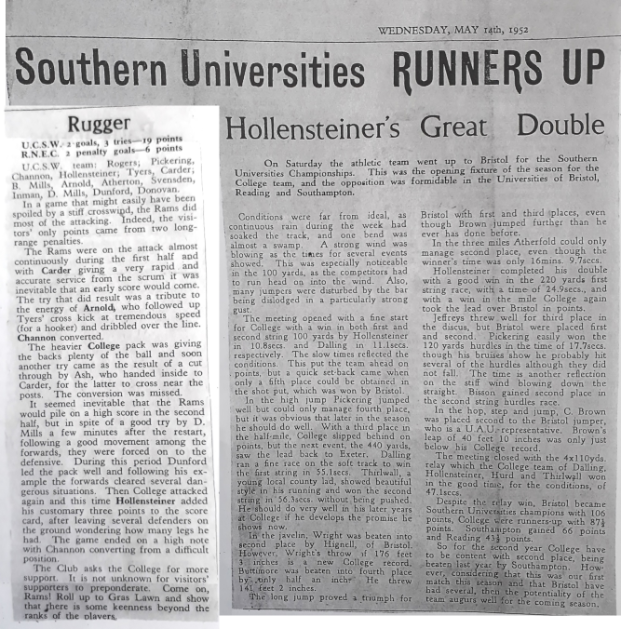 WEDNESDAY, MAY 14th, 1952
Southern Universities RUNNERS UP
Rugger
U.C.S.W. 2 goals, 3 tries—19 points
R.N.E.C. 2 penalty goals—6 points
U.C.S.W. team: Rogers; Pickering,
Channon, Hollensteiner; Tyers, Carder;
B. Mills, Arnold, Atherton, Svensden,
Inman, D. Mills, Dunford, Donovan.
In a game that might easily have been
spoiled by a stiff crosswind, the Rams did
most of the attacking. Indeed, the visi-
tors' only points came from two long-
range penalties.
The Rams were on the attack almost
continuously during the first half and
with Carder giving a very rapid and
accurate service from the scrum it was
inevitable that an early score would come.
The try that did result was a tribute to
the energy of Arnold, who followed up
Tyers' cross kick at tremendous speed
(for a hooker) and dribbled over the line.
Channon converted.
The heavier College pack was giving
the backs plenty of the ball and soon
another try came as the result of a cut
through by Ash, who handed inside to
Carder, for the latter to cross near the
posts. The conversion was missed.
It seemed inevitable that the Rams
would pile on a high score in the second
half, but in spite of a good try by D.
Mills a few minutes after the restart,
following a good movement among the
forwards, they were forced on to the
defensive. During this period Dunford
led the pack well and following his ex-
ample the forwards cleared several dan-
gerous situations. Then College attacked
again and this time Hollensteiner added
his customary three points to the score
card, after leaving several defenders on
the ground wondering how many legs he
had. The game ended on a high note
with Channon converting from a difficult
position.
The Club asks the College for more
support. It is not unknown for visitors'
supporters to preponderate. Come on,
Rams! Roll up to Gras Lawn and show
that there is some keenness beyond the
ranks of the players.
Hollensteiner's Great Double
On Saturday the athletic team went up to Bristol for the Southern
Universities Championships. This was the opening fixture of the season for the
College team, and the opposition was formidable in the Universities of Bristol,
Reading and Southampton.
Conditions were far from ideal, as
continuous rain during the week had
soaked the track, and one bend was
almost a swamp. A strong wind was
blowing as the times for several events
showed. This was especially noticeable
in the 100 yards, as the competitors had
to run head on into the wind. Also,
many jumpers were disturbed by the bar
being dislodged in a particularly strong
gust.
The meeting opened with a fine start
for College with a win in both first and
second string 100 yards by Hollensteiner
in 10.8secs. and Dalling in 11.1secs.
respectively. The slow times reflected the
conditions. This put the team ahead on
points, but a quick set-back came when
only a fifth place could be obtained in
the shot put, which was won by Bristol.
In the high jump Pickering jumped
well but could only manage fourth place,
but it was obvious that later in the season
he should do well. With a third place in
the half-mile, College slipped behind on
points, but the next event, the 440 yards,
saw the lead back to Exeter. Dalling
ran a fine race on the soft track to win
the first string in 55.1secs. Thirlwall, a
young local county lad, showed beautiful
style in his running and won the second
string in 56.3secs. without being pushed.
He should do very well in his later years
at College if he develops the promise he
shows now.
In the javelin, Wright was beaten into
second place by Hignell, of Bristol.
However, Wright's throw of 176 feet
3 inches is a new College record.
Buttimore was beaten into fourth place
by only half an inch. He threw
141 feet 2 inches.
The long jump proved a triumph for
Bristol with first and third places, even
though Brown jumped further than he
ever has done before.
In the three miles Atherfold could only
manage second place, even though the
winner's time was only 16mins. 9.7secs.
Hollensteiner completed his double
with a good win in the 220 yards first
string race, with a time of 24.9secs., and
with a win in the mile College again
took the lead over Bristol in points.
Jeffreys threw well for third place in
the discus, but Bristol were placed first
and second. Pickering easily won the
120 yards hurdles in the time of 17.7secs.,
though his bruises show he probably hit
several of the hurdles although they did
not fall. The time is another reflection
on the stiff wind blowing down the
straight. Bison gained second place in
the second string hurdles race.
In the hop, step and jump, C. Brown
was placed second to the Bristol jumper,
who is a U.A.U. representative. Brown's
leap of 40 feet 10 inches was only just
below his College record.
The meeting closed with the 4x110yds.
relay which the College team of Dalling,
Hollensteiner, Hurd and Thirlwall won
in the good time, for the conditions, of
47.1secs.
Despite the relay win, Bristol became
Southern Universities champions with 106
points, College were runners-up with 87½
points. Southampton gained 66 points
and Reading 43½ points.
So for the second year College have
to be content with second place, being
beaten last year by Southampton. How-
ever, considering that this was our first
match this season and that Bristol have
had several, then the potentiality of the
team augurs well for the coming season.